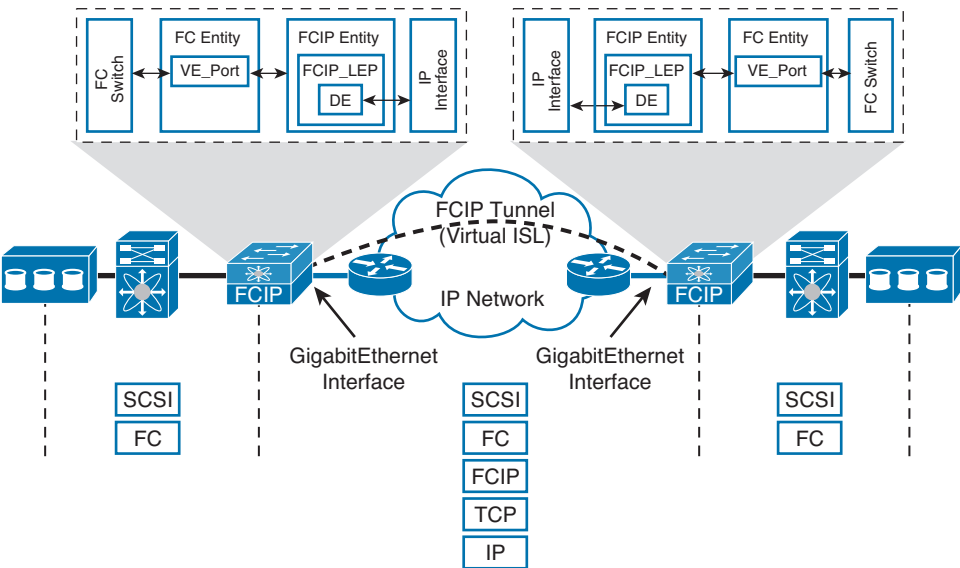 FC Switch
FC Entity
VE_Port
FCIP Entity
FCIP_LEP
DE
IP Interface
IP Interface
FCIP Entity
FCIP_LEP
DE
FC Entity
VE_Port
FC Switch
FCIP Tunnel
(Virtual ISL)
FCIP
IP Network
FCIP
GigabitEthernet
Interface
GigabitEthernet
Interface
SCSI
FC
SCSI
FC
FCIP
TCP
IP
SCSI
FC